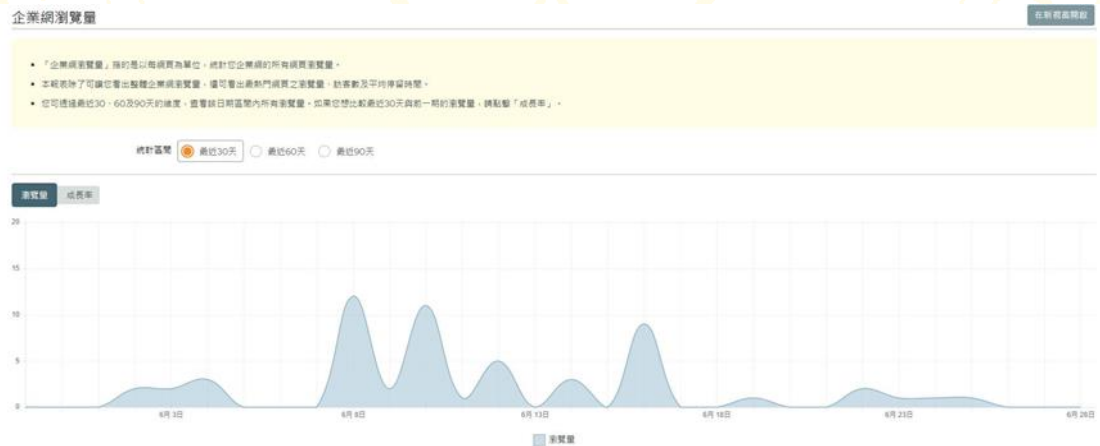 企業網瀏覽量
在新視窗開啟
「企業網瀏覽量」指的是以每網頁為單位，統計您企業網的所有網頁瀏覽量。
本報表除了可讓您看出整體企業網瀏覽量，還可看出最熱門網頁之瀏覽量、訪客數及平均停留時間。
您可透過最近30、60及90天的維度，查看該日期區間內所有瀏覽量。如果您想比較最近30天與前一期的瀏覽量，請點擊「成長率」。
統計區間 最近30天 最近60天 最近90天
瀏覽量 成長率
20
15
10
5
0
6月 3日 6月 8日 6月 13日 6月 18日 6月 23日 6月 28日
瀏覽量